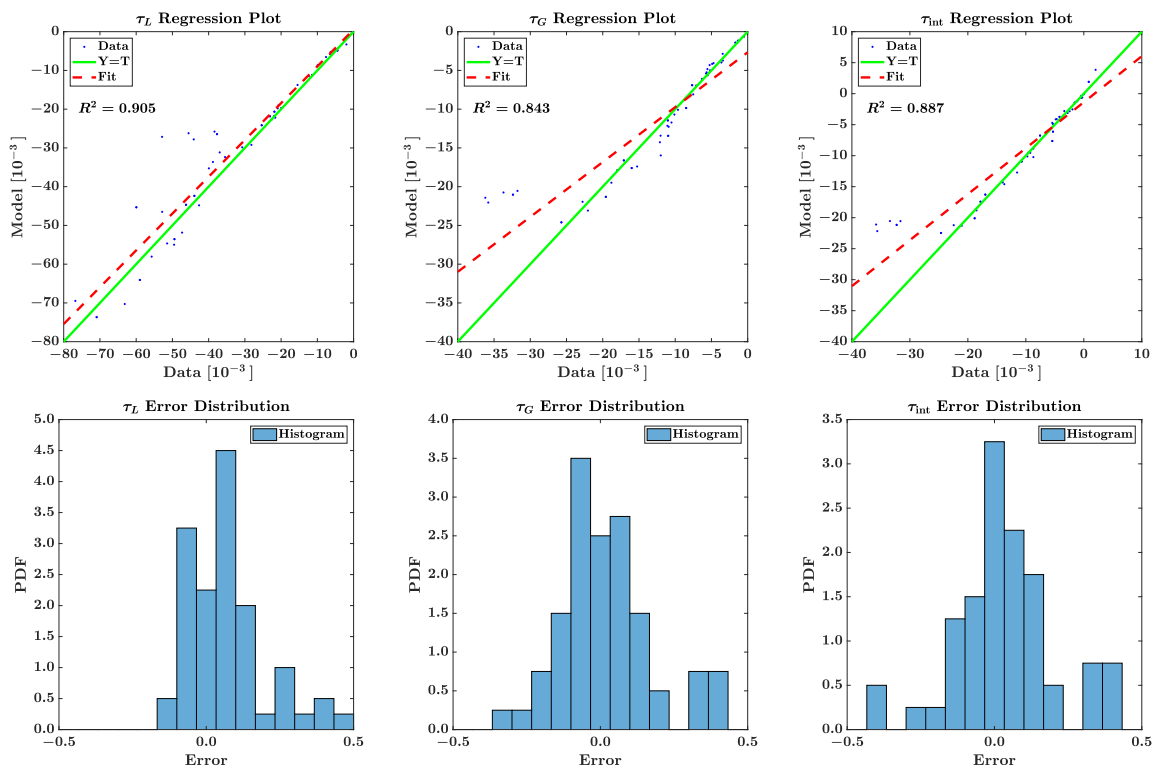 τ_L Regression Plot
Data
Y=T
Fit
R² = 0.905
0
−10
−20
−30
−40
−50
−60
−70
−80
−80 −70 −60 −50 −40 −30 −20 −10 0
Model [10⁻³]
Data [10⁻³]
τ_G Regression Plot
Data
Y=T
Fit
R² = 0.843
0
−5
−10
−15
−20
−25
−30
−35
−40
−40 −35 −30 −25 −20 −15 −10 −5 0
Model [10⁻³]
Data [10⁻³]
τ_int Regression Plot
Data
Y=T
Fit
R² = 0.887
10
5
0
−5
−10
−15
−20
−25
−30
−35
−40
−40 −30 −20 −10 0 10
Model [10⁻³]
Data [10⁻³]
τ_L Error Distribution
Histogram
5.0
4.5
4.0
3.5
3.0
2.5
2.0
1.5
1.0
0.5
0.0
−0.5 0.0 0.5
PDF
Error
τ_G Error Distribution
Histogram
4.0
3.5
3.0
2.5
2.0
1.5
1.0
0.5
0.0
−0.5 0.0 0.5
PDF
Error
τ_int Error Distribution
Histogram
3.5
3.0
2.5
2.0
1.5
1.0
0.5
0.0
−0.5 0.0 0.5
PDF
Error